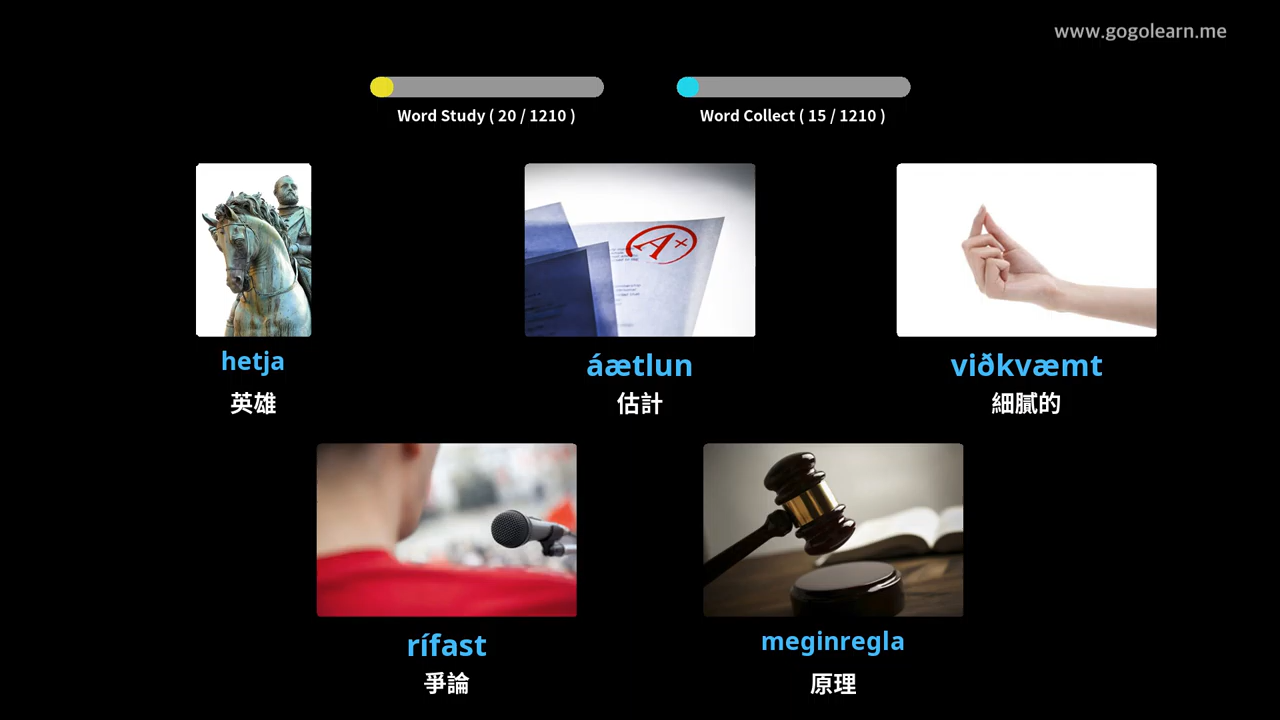 www.gogolearn.me
Word Study ( 20 / 1210 )
Word Collect ( 15 / 1210 )
A+
hetja
áætlun
viðkvæmt
英雄
估計
細膩的
rífast
meginregla
爭論
原理